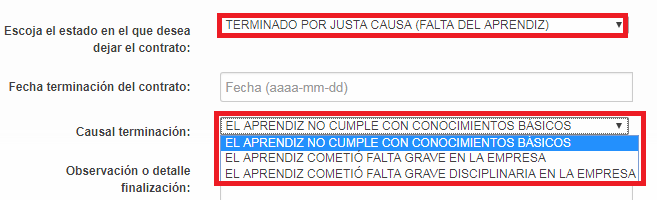 Escoja el estado en el que desea
dejar el contrato:
TERMINADO POR JUSTA CAUSA (FALTA DEL APRENDIZ)
Fecha terminación del contrato:
Fecha (aaaa-mm-dd)
Causal terminación:
EL APRENDIZ NO CUMPLE CON CONOCIMIENTOS BÁSICOS
EL APRENDIZ NO CUMPLE CON CONOCIMIENTOS BÁSICOS
EL APRENDIZ COMETIÓ FALTA GRAVE EN LA EMPRESA
EL APRENDIZ COMETIÓ FALTA GRAVE DISCIPLINARIA EN LA EMPRESA
Observación o detalle
finalización: